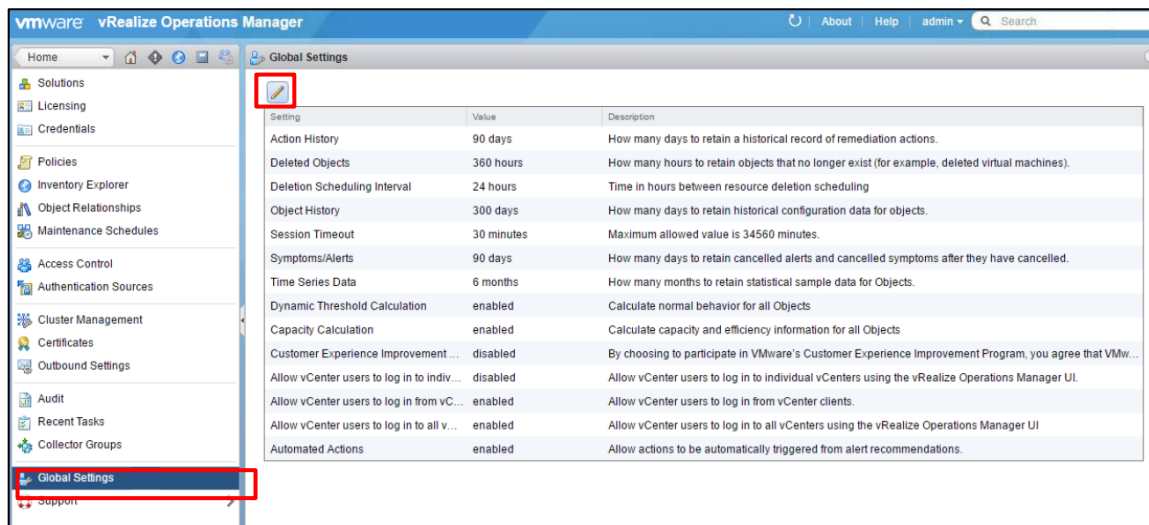 vmware vRealize Operations Manager
About Help admin Search
Home
Global Settings
Solutions
Licensing
Credentials
Policies
Inventory Explorer
Object Relationships
Maintenance Schedules
Access Control
Authentication Sources
Cluster Management
Certificates
Outbound Settings
Audit
Recent Tasks
Collector Groups
Global Settings
Support
Setting Value Description
Action History 90 days How many days to retain a historical record of remediation actions.
Deleted Objects 360 hours How many hours to retain objects that no longer exist (for example, deleted virtual machines).
Deletion Scheduling Interval 24 hours Time in hours between resource deletion scheduling
Object History 300 days How many days to retain historical configuration data for objects.
Session Timeout 30 minutes Maximum allowed value is 34560 minutes.
Symptoms/Alerts 90 days How many days to retain cancelled alerts and cancelled symptoms after they have cancelled.
Time Series Data 6 months How many months to retain statistical sample data for Objects.
Dynamic Threshold Calculation enabled Calculate normal behavior for all Objects
Capacity Calculation enabled Calculate capacity and efficiency information for all Objects
Customer Experience Improvement ... disabled By choosing to participate in VMware's Customer Experience Improvement Program, you agree that VMw...
Allow vCenter users to log in to indiv... disabled Allow vCenter users to log in to individual vCenters using the vRealize Operations Manager UI.
Allow vCenter users to log in from vC... enabled Allow vCenter users to log in from vCenter clients.
Allow vCenter users to log in to all v... enabled Allow vCenter users to log in to all vCenters using the vRealize Operations Manager UI
Automated Actions enabled Allow actions to be automatically triggered from alert recommendations.